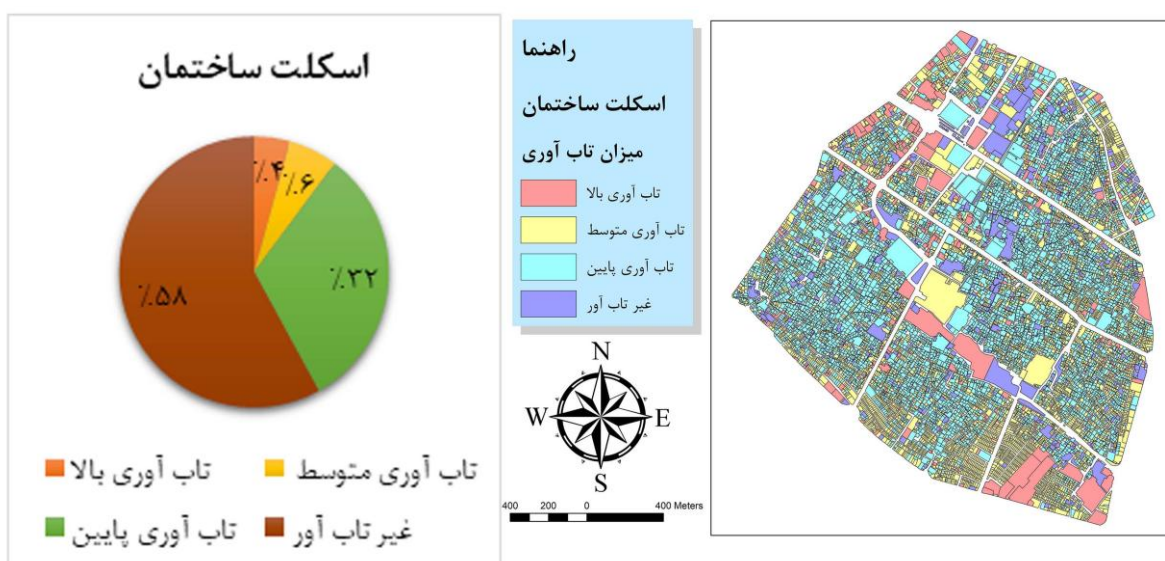 اسکلت ساختمان
٪۴
٪۶
٪۳۲
٪۵۸
تاب آوری بالا
تاب آوری متوسط
تاب آوری پایین
غیر تاب آور
راهنما
اسکلت ساختمان
میزان تاب آوری
تاب آوری بالا
تاب آوری متوسط
تاب آوری پایین
غیر تاب آور
N
W E
S
400 200 0 400 Meters